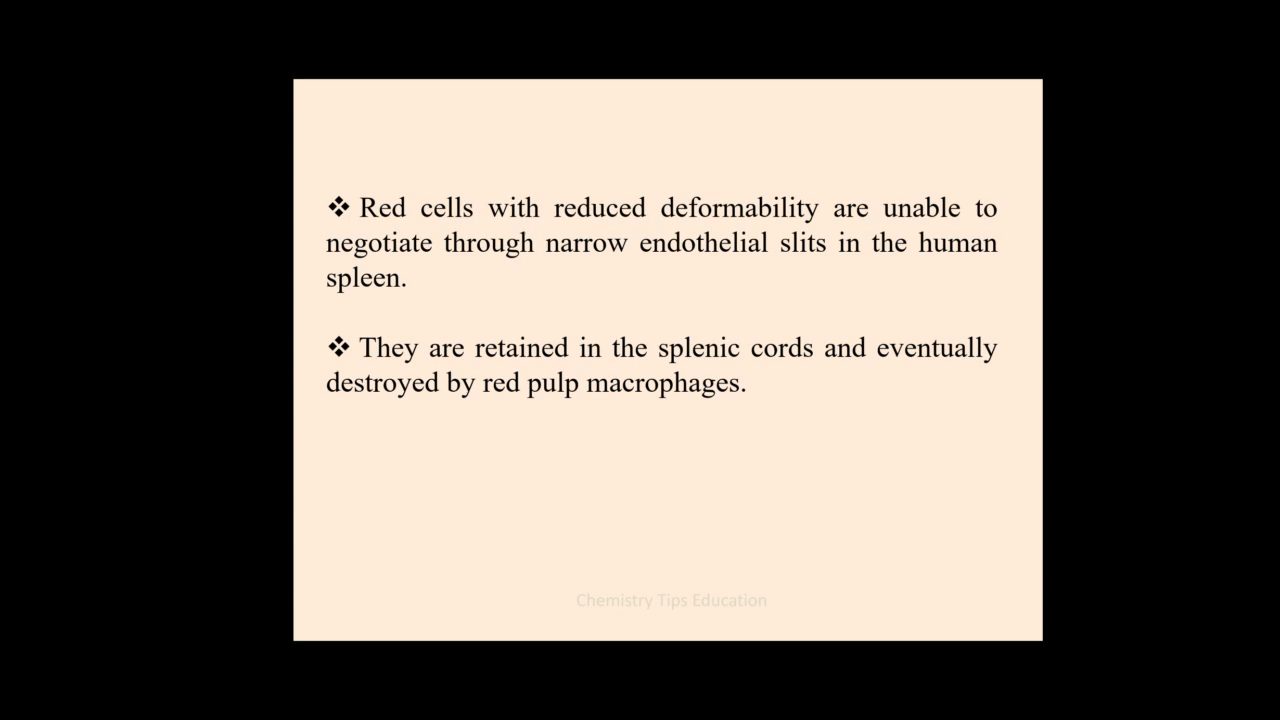 ❖ Red cells with reduced deformability are unable to
negotiate through narrow endothelial slits in the human
spleen.
❖ They are retained in the splenic cords and eventually
destroyed by red pulp macrophages.
Chemistry Tips Education